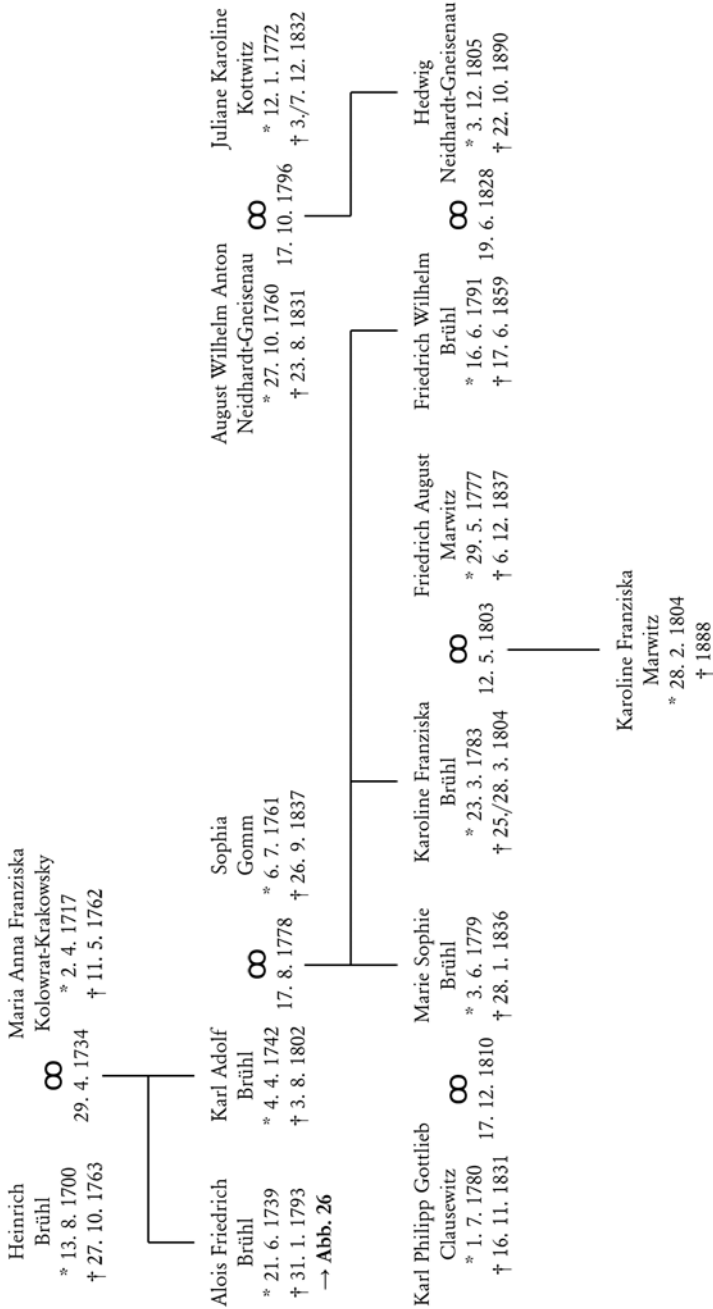 Heinrich
Brühl
* 13. 8. 1700
† 27. 10. 1763
∞
29. 4. 1734
Maria Anna Franziska
Kolowrat-Krakowsky
* 2. 4. 1717
† 11. 5. 1762
Alois Friedrich
Brühl
* 21. 6. 1739
† 31. 1. 1793
→ Abb. 26
Karl Adolf
Brühl
* 4. 4. 1742
† 3. 8. 1802
∞
17. 8. 1778
Sophia
Gomm
* 6. 7. 1761
† 26. 9. 1837
August Wilhelm Anton
Neidhardt-Gneisenau
* 27. 10. 1760
† 23. 8. 1831
∞
17. 10. 1796
Juliane Karoline
Kottwitz
* 12. 1. 1772
† 3./7. 12. 1832
Karl Philipp Gottlieb
Clausewitz
* 1. 7. 1780
† 16. 11. 1831
∞
17. 12. 1810
Marie Sophie
Brühl
* 3. 6. 1779
† 28. 1. 1836
Karoline Franziska
Brühl
* 23. 3. 1783
† 25./28. 3. 1804
∞
12. 5. 1803
Friedrich August
Marwitz
* 29. 5. 1777
† 6. 12. 1837
Friedrich Wilhelm
Brühl
* 16. 6. 1791
† 17. 6. 1859
∞
19. 6. 1828
Hedwig
Neidhardt-Gneisenau
* 3. 12. 1805
† 22. 10. 1890
Karoline Franziska
Marwitz
* 28. 2. 1804
† 1888